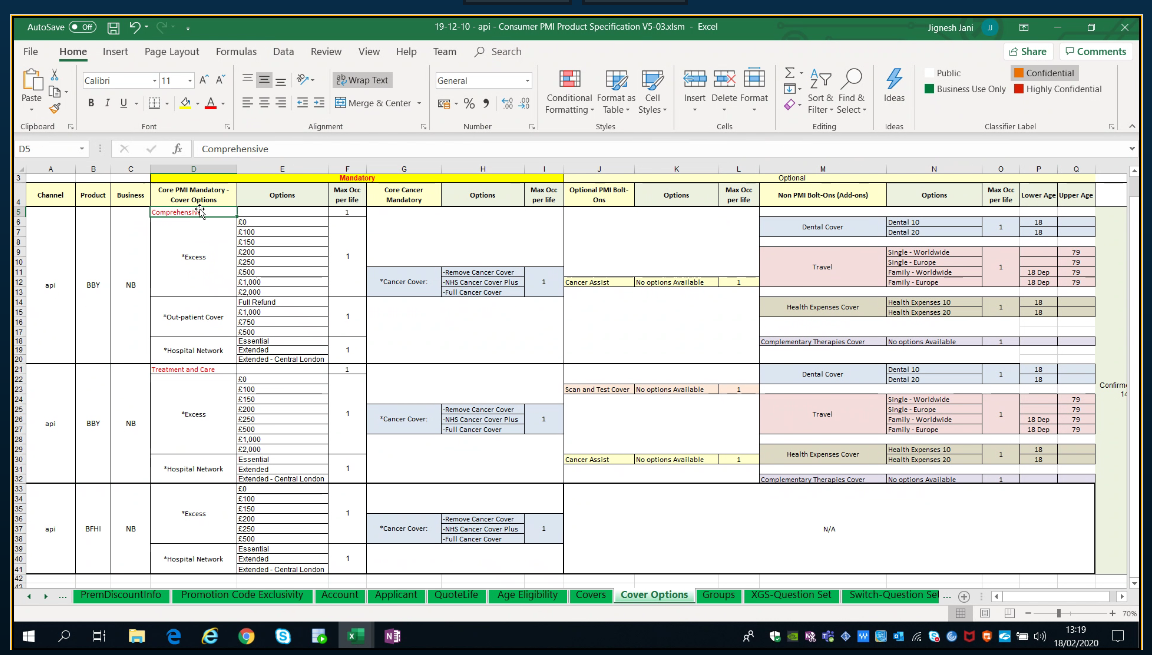 AutoSave Off 19-12-10 - api - Consumer PMI Product Specification V5-03.xlsm - Excel Jignesh Jani JJ
File Home Insert Page Layout Formulas Data Review View Help Team Search Share Comments
Calibri 11 Wrap Text General Public Confidential
Paste B I U Merge & Center Conditional Formatting Format as Table Cell Styles Insert Delete Format Sort & Filter Find & Select Ideas Business Use Only Highly Confidential
Clipboard Font Alignment Number Styles Cells Editing Ideas Classifier Label
D5 fx Comprehensive
A B C D E F G H I J K L M N O P Q
3 Mandatory Optional
4 Channel Product Business Core PMI Mandatory - Cover Options Options Max Occ per life Core Cancer Mandatory Options Max Occ per life Optional PMI Bolt-Ons Options Max Occ per life Non PMI Bolt-Ons (Add-ons) Options Max Occ per life Lower Age Upper Age
5 Comprehensive 1
6 £0 Dental Cover Dental 10 1 18
7 £100 Dental 20 18
8 £150
9 *Excess £200 1 Travel Single - Worldwide 1 79
10 £250 Single - Europe 79
11 £500 -Remove Cancer Cover Family - Worldwide 18 Dep 79
12 api BBY NB £1,000 *Cancer Cover: -NHS Cancer Cover Plus 1 Cancer Assist No options Available 1 Family - Europe 18 Dep 79
13 £2,000 -Full Cancer Cover
14 Full Refund Health Expenses Cover Health Expenses 10 1 18
15 *Out-patient Cover £1,000 1 Health Expenses 20 18
16 £750
17 £500
18 Essential Complementary Therapies Cover No options Available 1
19 *Hospital Network Extended 1
20 Extended - Central London
21 Treatment and Care 1 Dental Cover Dental 10 1 18
22 £0 Dental 20 18
23 £100 Scan and Test Cover No options Available 1 Confirm
24 £150 Travel Single - Worldwide 1 79
25 *Excess £200 1 -Remove Cancer Cover Single - Europe 79
26 api BBY NB £250 *Cancer Cover: -NHS Cancer Cover Plus 1 Family - Worldwide 18 Dep 79
27 £500 -Full Cancer Cover Family - Europe 18 Dep 79
28 £1,000
29 £2,000 Health Expenses Cover Health Expenses 10 1 18
30 Essential Cancer Assist No options Available 1 Health Expenses 20 18
31 *Hospital Network Extended 1
32 Extended - Central London Complementary Therapies Cover No options Available 1
33 £0
34 £100
35 *Excess £150 1
36 £200 -Remove Cancer Cover
37 api BFHI NB £250 *Cancer Cover: -NHS Cancer Cover Plus 1 N/A
38 £500 -Full Cancer Cover
39 Essential
40 *Hospital Network Extended 1
41 Extended - Central London
42
... PremDiscountInfo Promotion Code Exclusivity Account Applicant QuoteLife Age Eligibility Covers Cover Options Groups XGS-Question Set Switch-Question Set ...
70%
13:19
18/02/2020